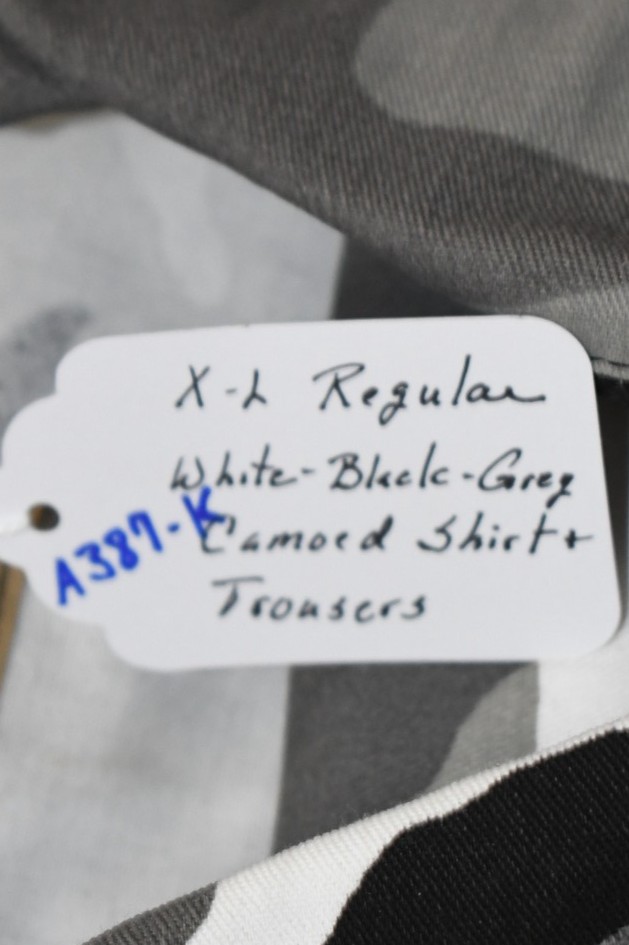 X-L Regular
White-Black-Grey
Camoed Shirt +
Trousers
A387-K